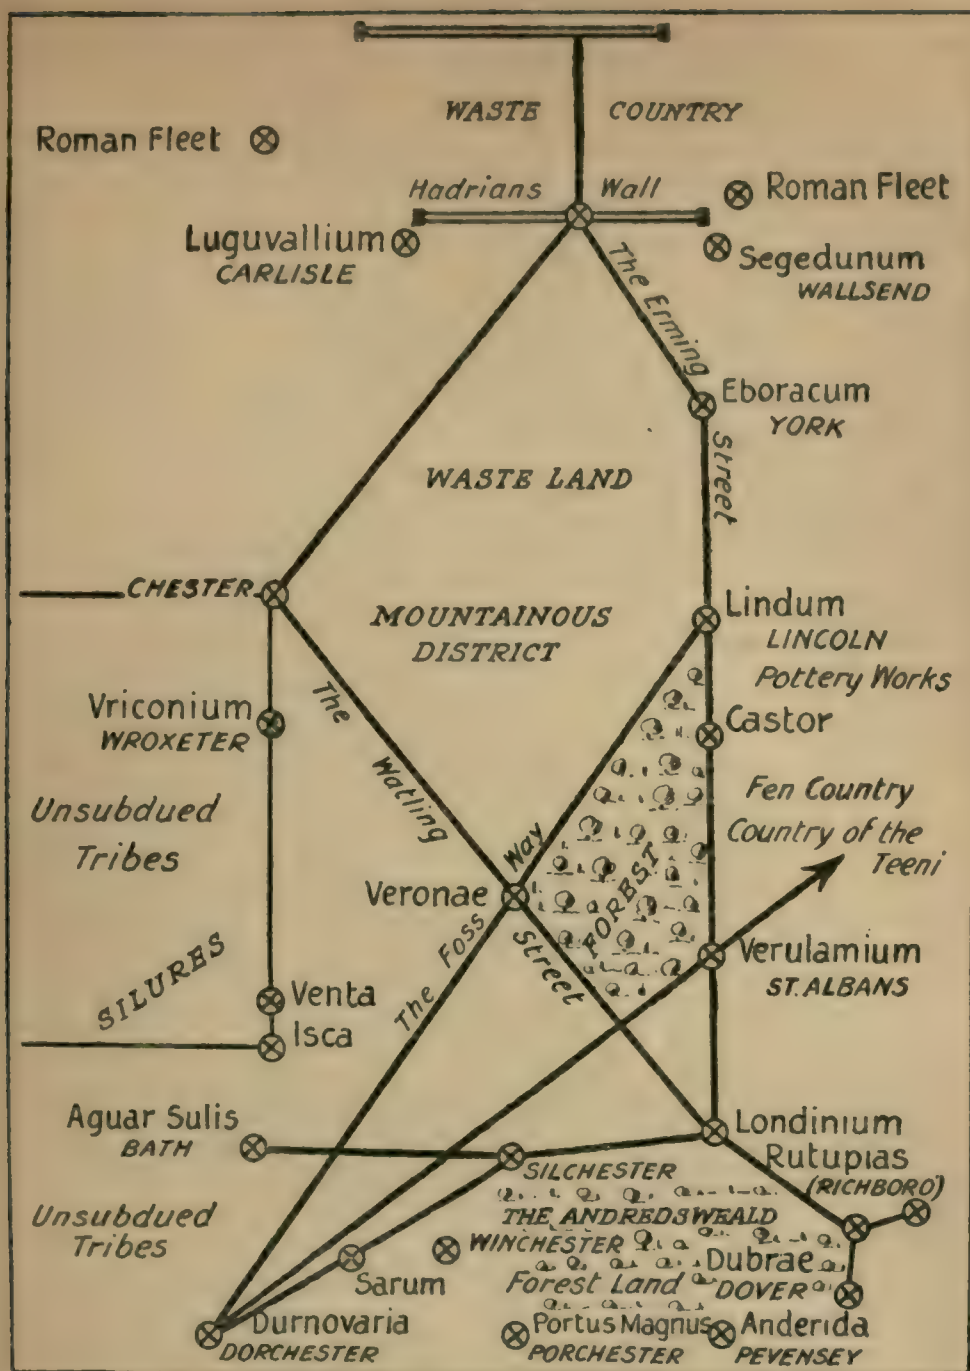 WASTE COUNTRY
Roman Fleet
Hadrians Wall
Roman Fleet
Luguvallium
CARLISLE
Segedunum
WALLSEND
The Erming Street
Eboracum
YORK
WASTE LAND
CHESTER
MOUNTAINOUS
DISTRICT
Lindum
LINCOLN
Pottery Works
Vriconium
WROXETER
Castor
The Watling Street
Unsubdued
Tribes
Fen Country
Country of the
Teeni
FORBST
Veronae
The Foss Way
Verulamium
ST. ALBANS
SILURES
Venta
Isca
Aguar Sulis
BATH
Londinium
Rutupias
(RICHBORO)
SILCHESTER
Unsubdued
Tribes
THE ANDREDSWEALD
WINCHESTER
Dubrae
DOVER
Forest Land
Sarum
Durnovaria
DORCHESTER
Portus Magnus
PORCHESTER
Anderida
PEVENSEY